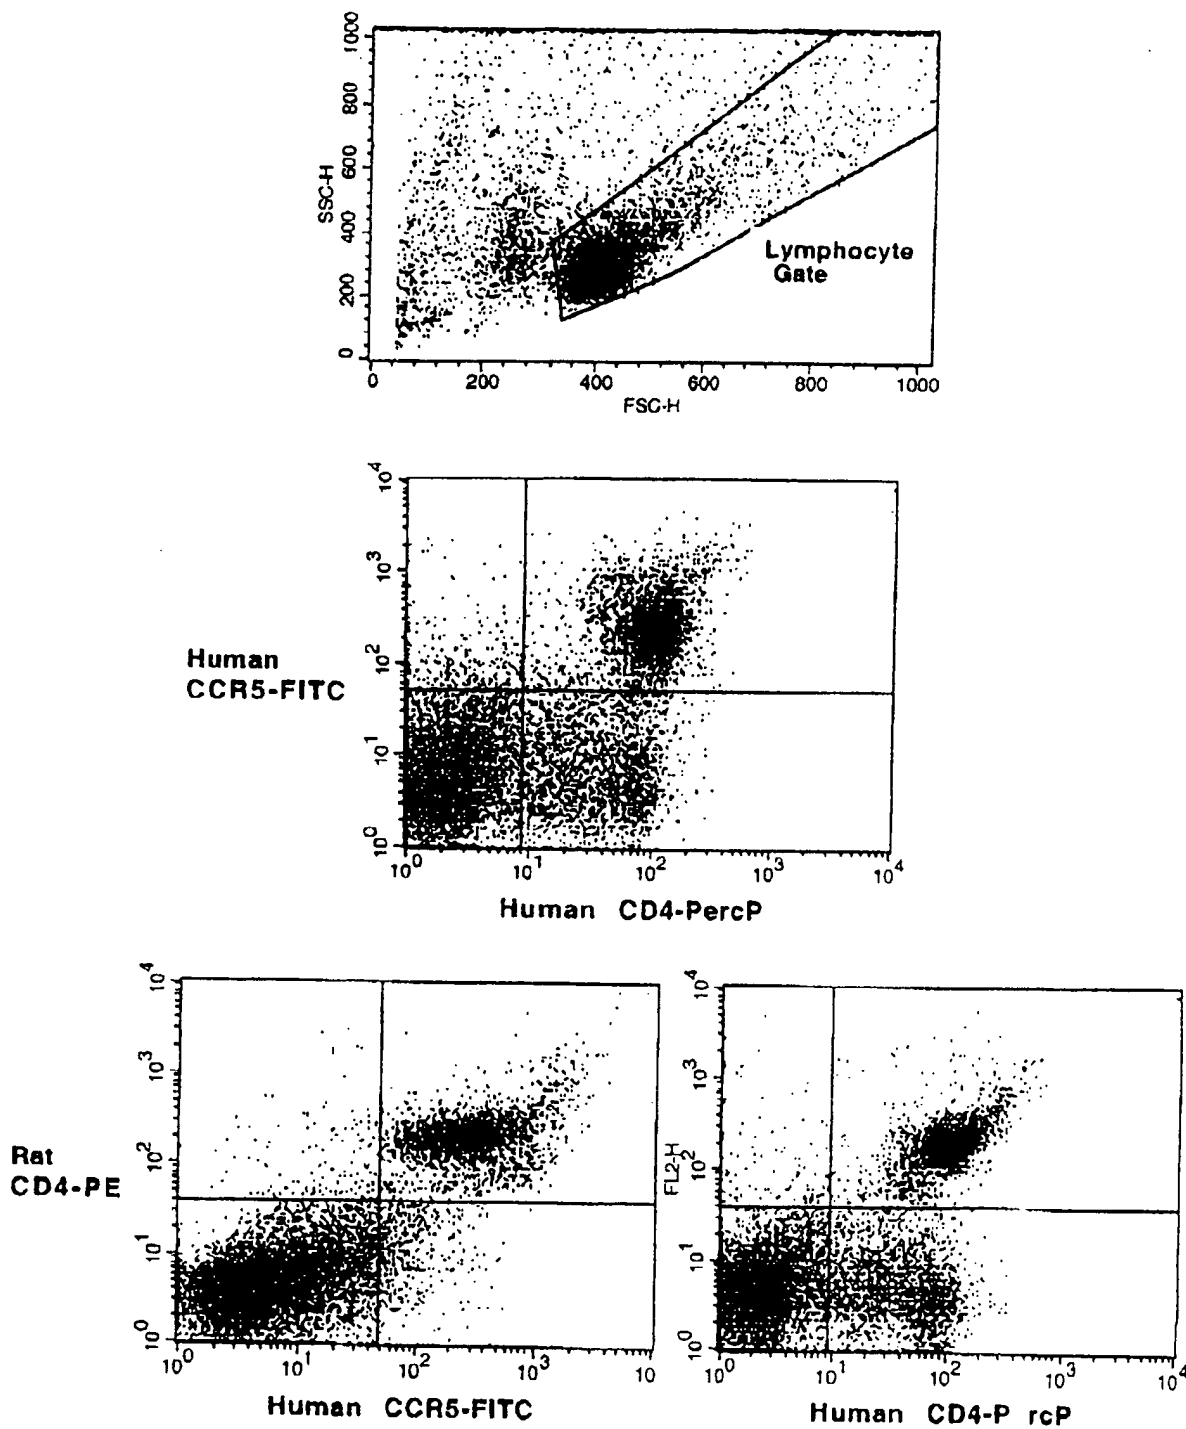 1000
800
600
400
200
0
SSC-H
Lymphocyte
Gate
0 200 400 600 800 1000
FSC-H
10^4
10^3
10^2
10^1
10^0
Human
CCR5-FITC
10^0 10^1 10^2 10^3 10^4
Human CD4-PercP
10^4
10^3
10^2
10^1
10^0
Rat
CD4-PE
10^0 10^1 10^2 10^3 10
Human CCR5-FITC
10^4
10^3
10^2
10^1
10^0
FL2-H
10^0 10^1 10^2 10^3 10^4
Human CD4-P rcP